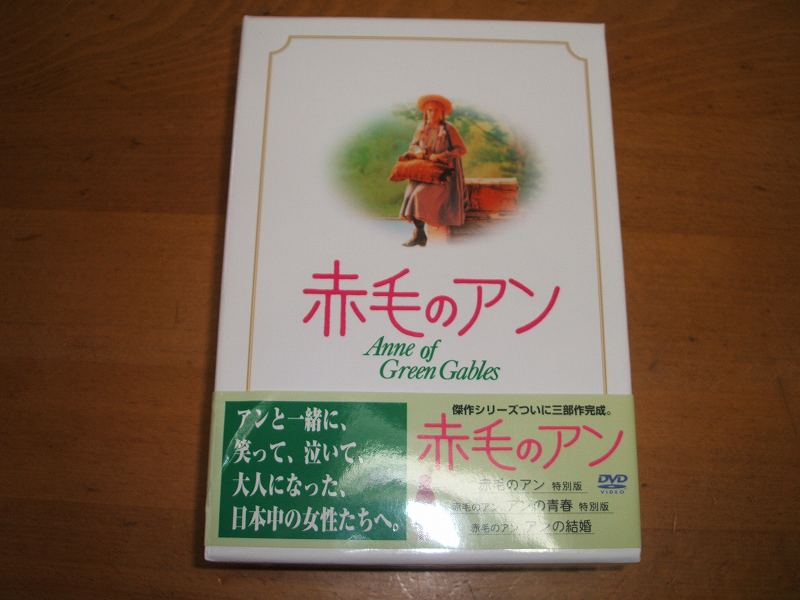 赤毛のアン
Anne of
Green Gables
アンと一緒に、
笑って、泣いて、
大人になった、
日本中の女性たちへ。
傑作シリーズついに三部作完成。
赤毛のアン
赤毛のアン 特別版
赤毛のアン アンの青春 特別版
赤毛のアン アンの結婚
DVD
VIDEO